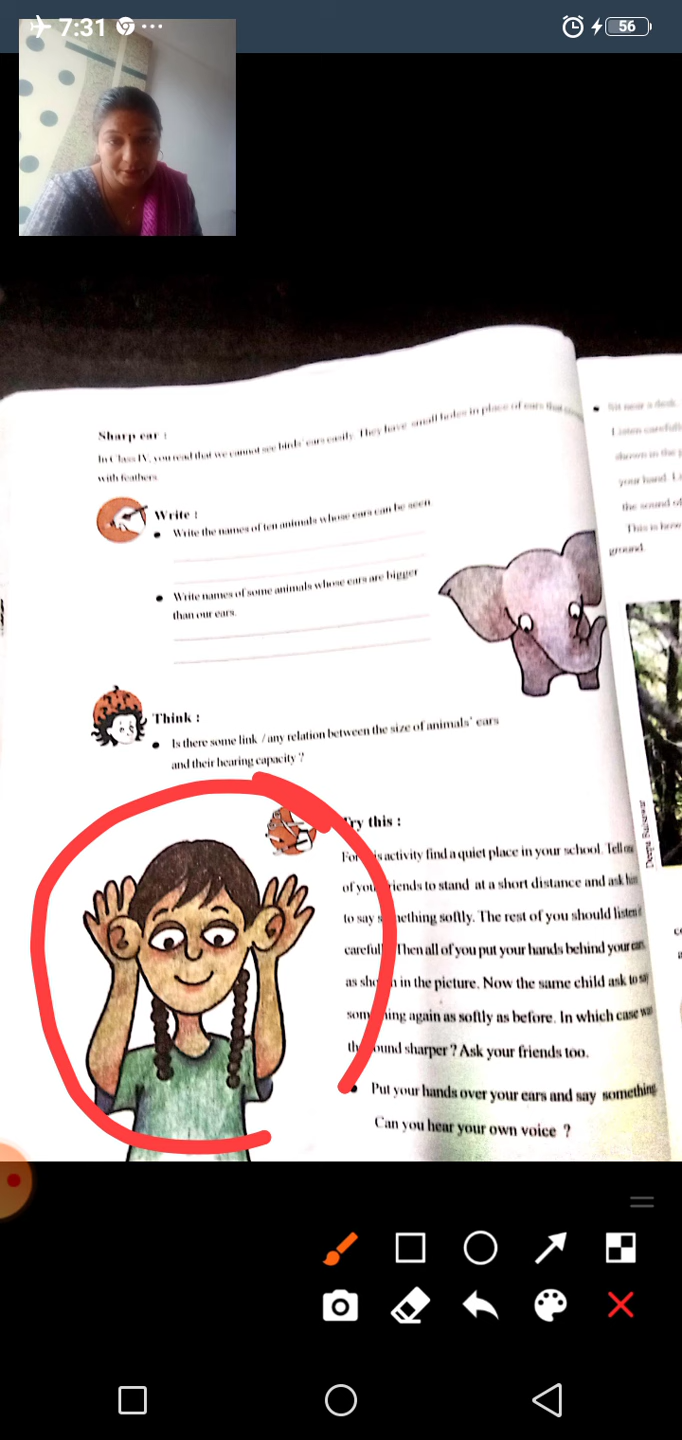 7:31
56
Sharp ear :
In Class IV, you read that we cannot see birds' ears easily. They have small holes in place of ears that
with feathers
Write :
• Write the names of ten animals whose ears can be seen
• Write names of some animals whose ears are bigger
than our ears.
Think :
• Is there some link / any relation between the size of animals' ears
and their hearing capacity ?
Try this :
For this activity find a quiet place in your school. Tell one
of your friends to stand at a short distance and ask him
to say something softly. The rest of you should listen
carefully. Then all of you put your hands behind your ears
as shown in the picture. Now the same child ask to say
something again as softly as before. In which case was
the sound sharper ? Ask your friends too.
• Put your hands over your ears and say something
Can you hear your own voice ?
• Sit near a desk.
Listen carefully
shown in the
your hand.
the sound of
This is how
ground.